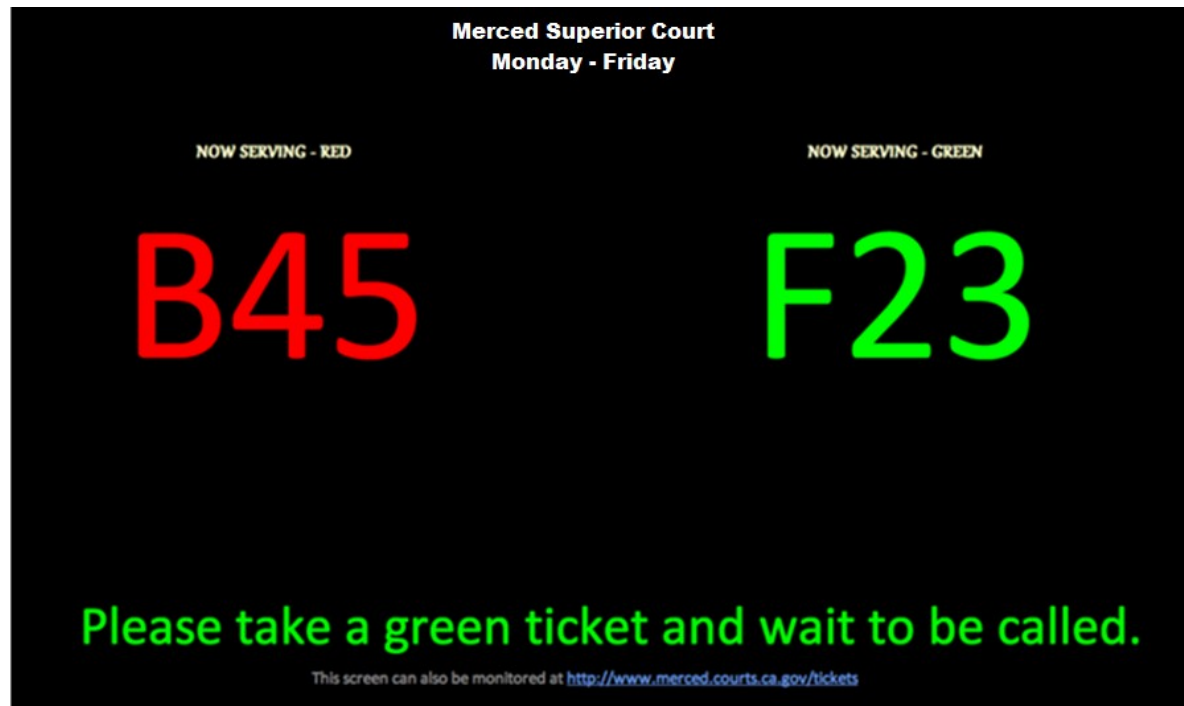 Merced Superior Court
Monday - Friday
NOW SERVING - RED
NOW SERVING - GREEN
B45
F23
Please take a green ticket and wait to be called.
This screen can also be monitored at http://www.merced.courts.ca.gov/tickets